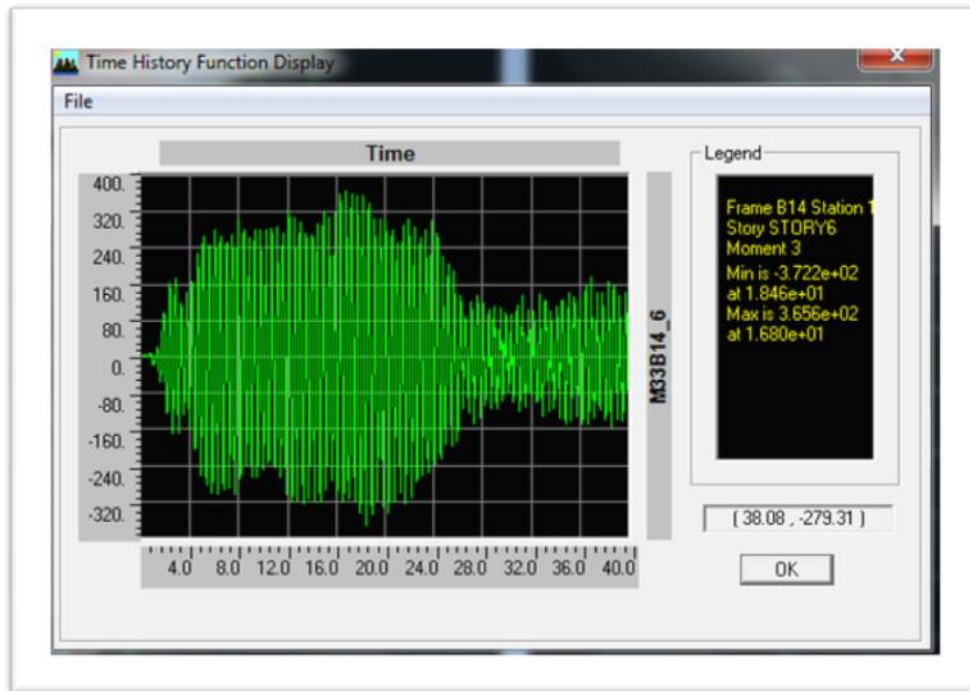 Time History Function Display
X
File
Time
400.
320.
240.
160.
80.
0.
-80.
-160.
-240.
-320.
4.0 8.0 12.0 16.0 20.0 24.0 28.0 32.0 36.0 40.0
M33B14_6
Legend
Frame B14 Station 1
Story STORY6
Moment 3
Min is -3.722e+02
at 1.846e+01
Max is 3.656e+02
at 1.680e+01
( 38.08 , -279.31 )
OK